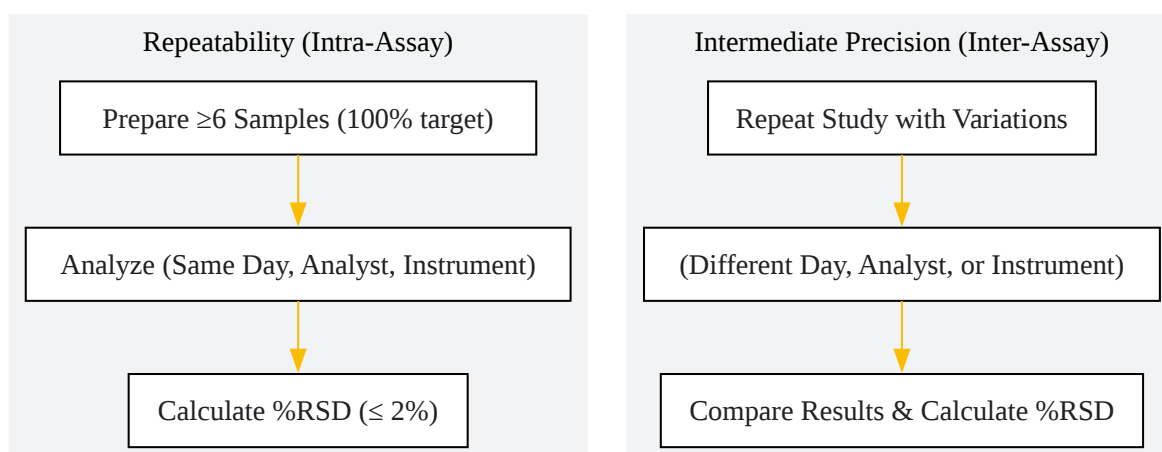 Repeatability (Intra-Assay)
Prepare ≥6 Samples (100% target)
Analyze (Same Day, Analyst, Instrument)
Calculate %RSD (≤ 2%)
Intermediate Precision (Inter-Assay)
Repeat Study with Variations
(Different Day, Analyst, or Instrument)
Compare Results & Calculate %RSD